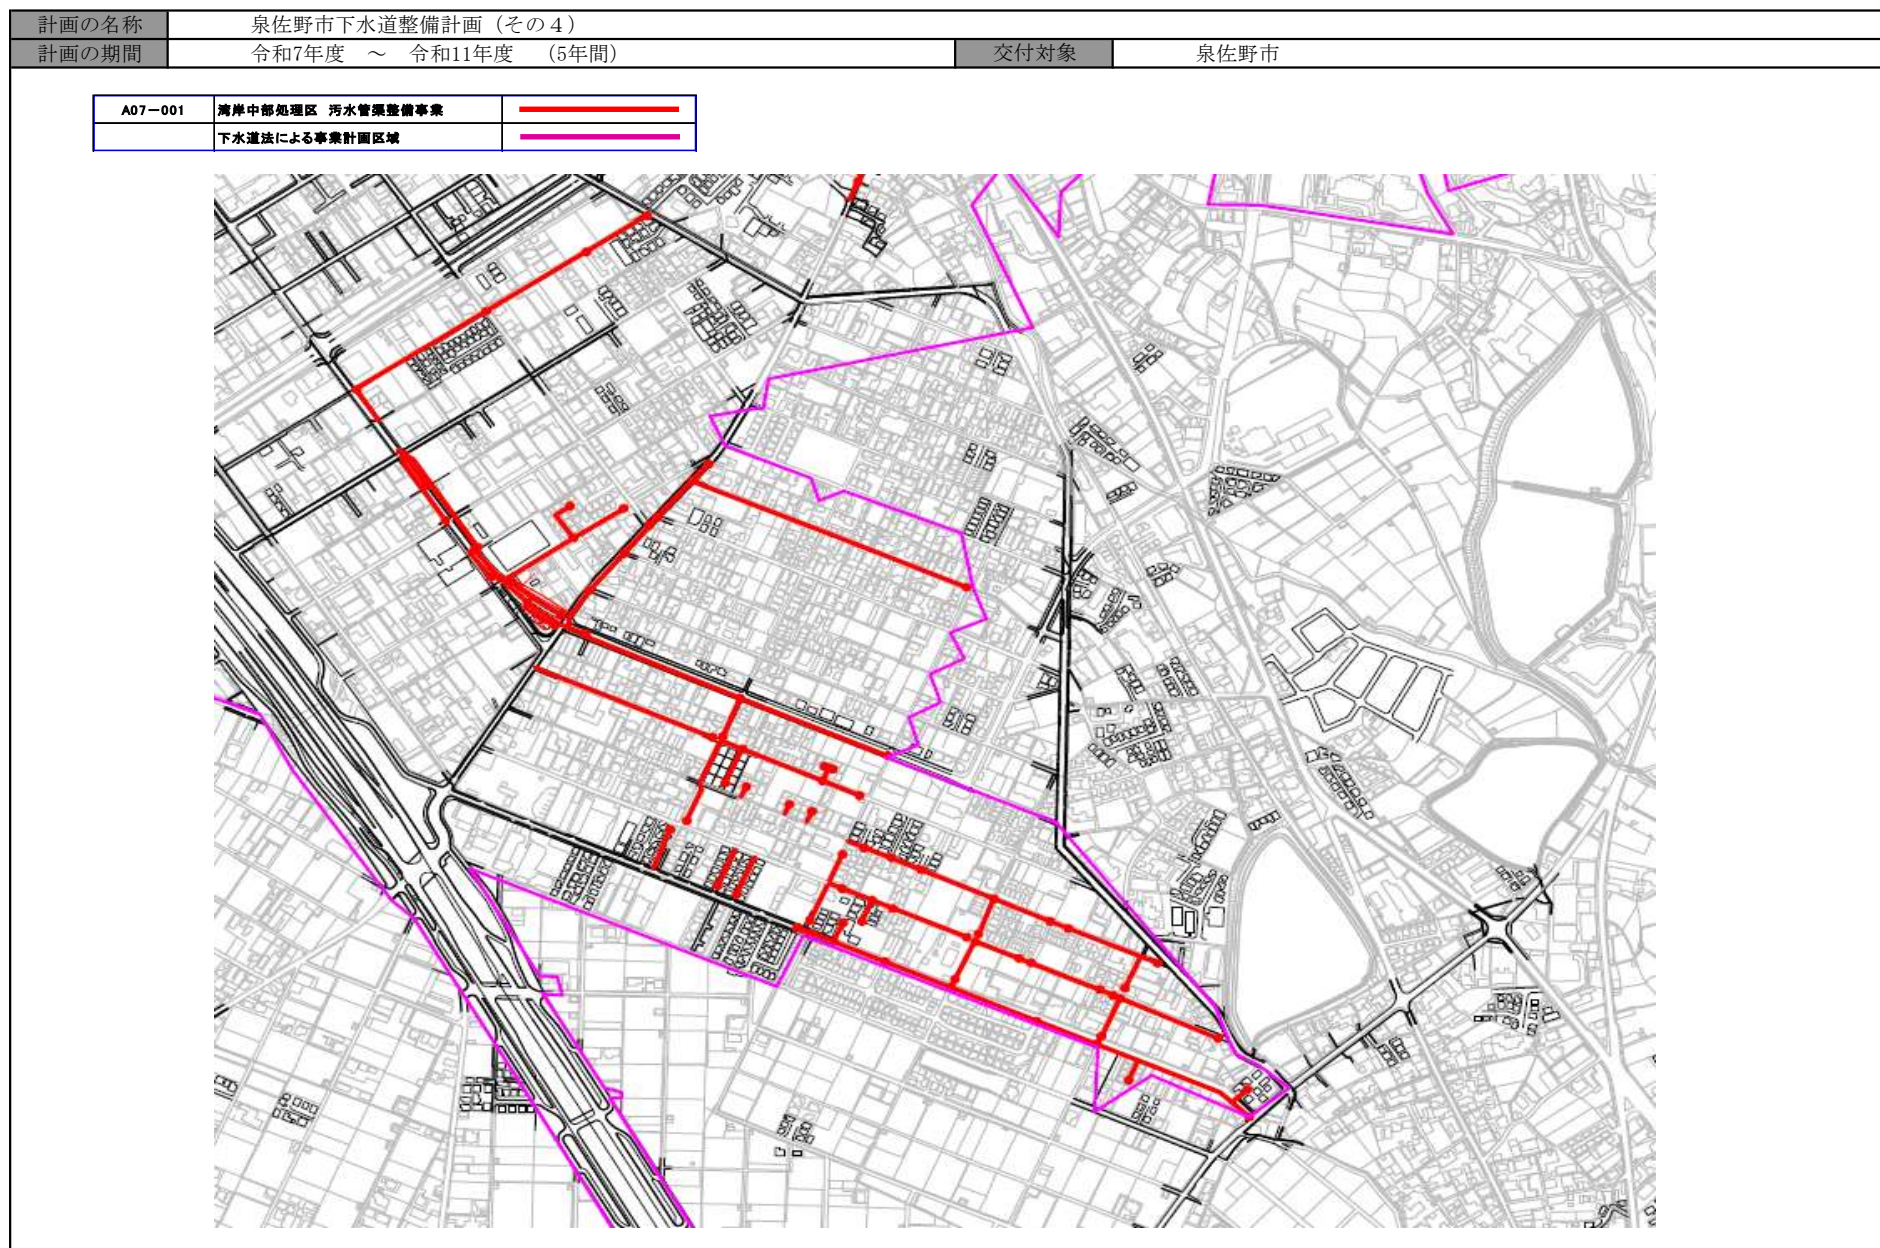 計画の名称 泉佐野市下水道整備計画（その４）
計画の期間 令和7年度 ～ 令和11年度 （5年間） 交付対象 泉佐野市
A07－001 湾岸中部処理区 汚水管渠整備事業
下水道法による事業計画区域